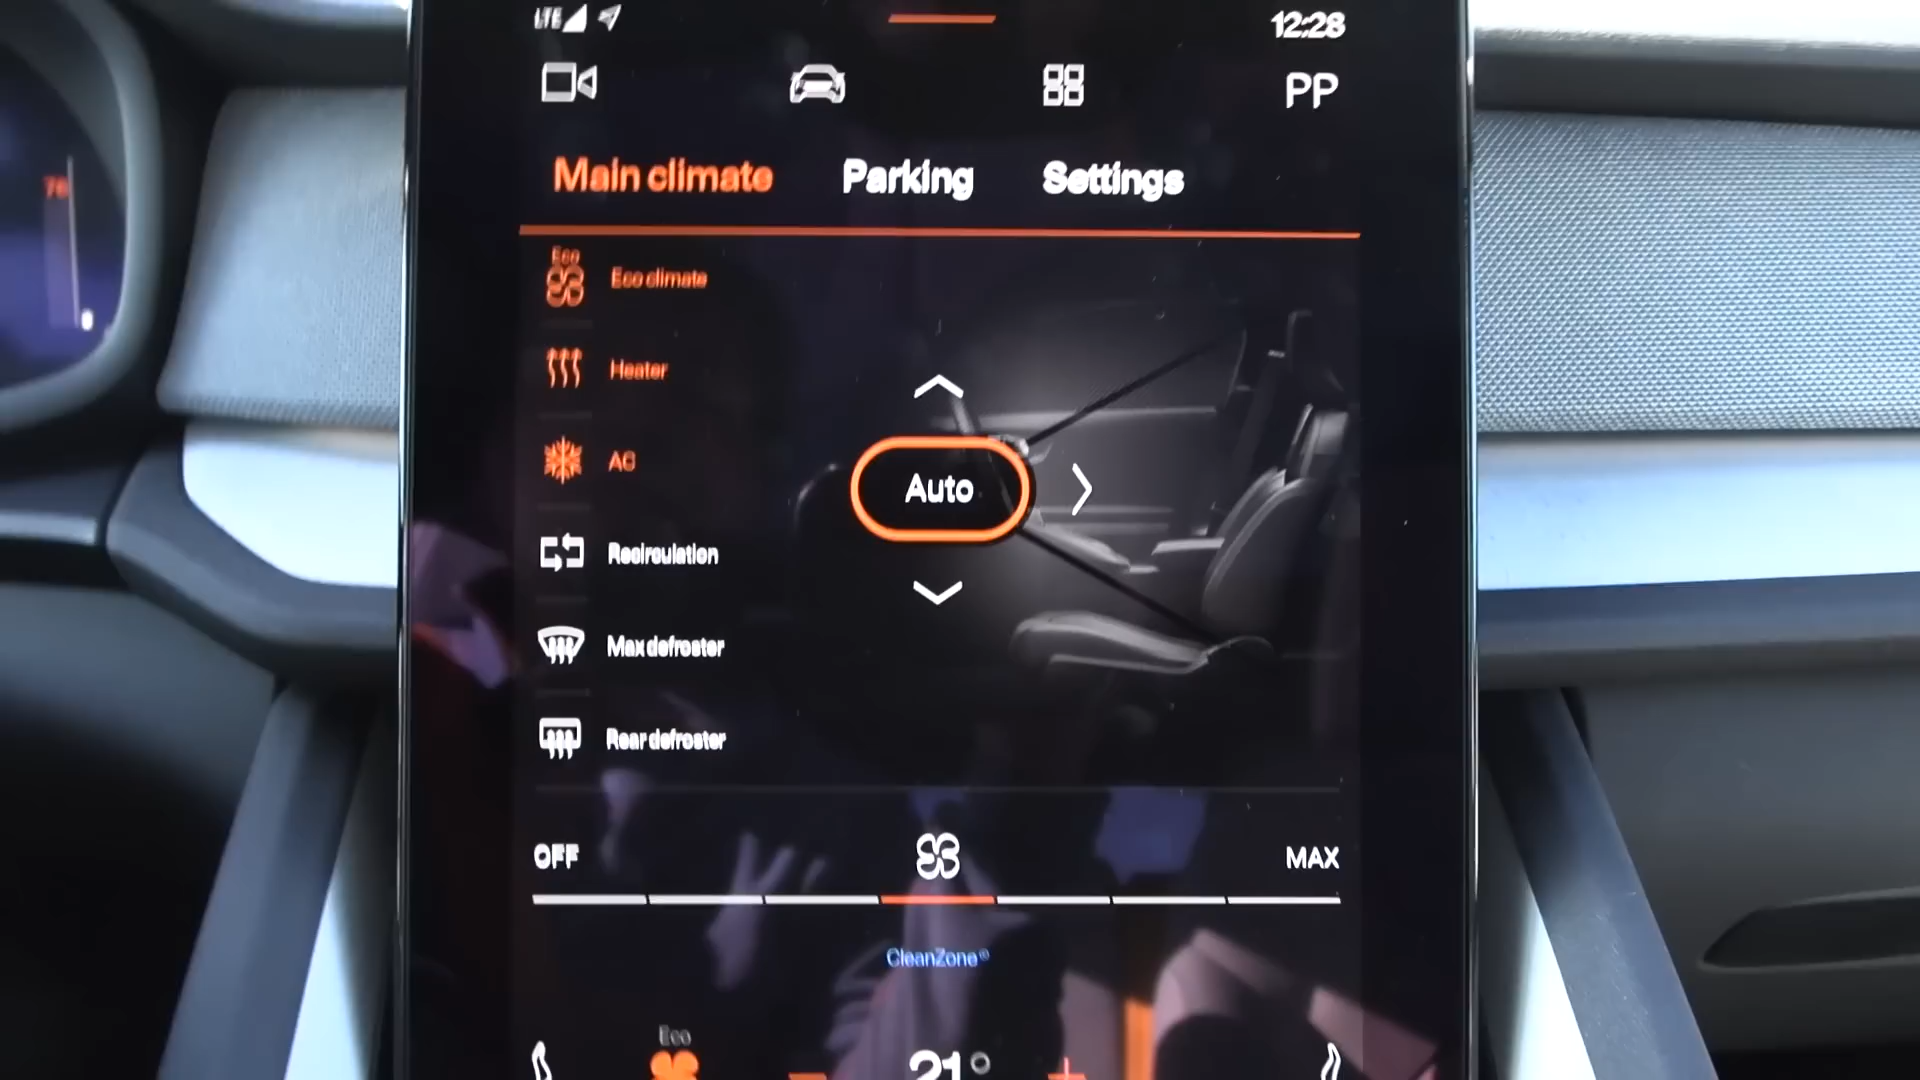 LTE 12:28
PP
Main climate Parking Settings
Eco
Eco climate
Heater
AC
Auto
Recirculation
Max defroster
Rear defroster
OFF MAX
CleanZone®
Eco
21°